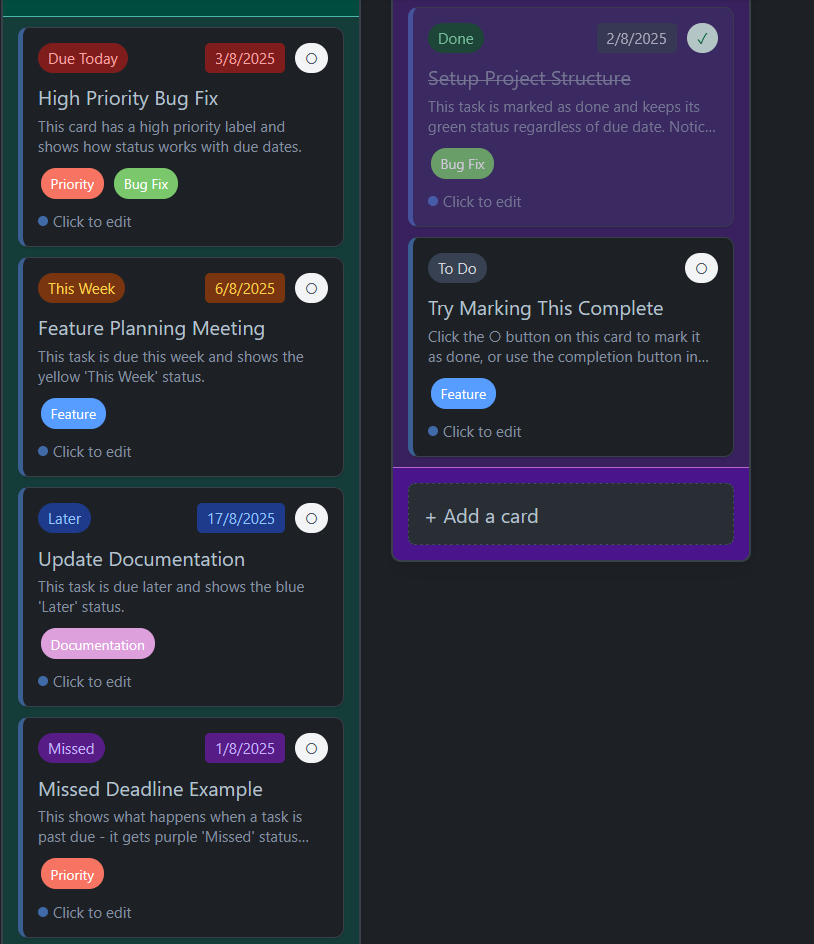 Due Today
3/8/2025
High Priority Bug Fix
This card has a high priority label and
shows how status works with due dates.
Priority
Bug Fix
Click to edit
This Week
6/8/2025
Feature Planning Meeting
This task is due this week and shows the
yellow 'This Week' status.
Feature
Click to edit
Later
17/8/2025
Update Documentation
This task is due later and shows the blue
'Later' status.
Documentation
Click to edit
Missed
1/8/2025
Missed Deadline Example
This shows what happens when a task is
past due - it gets purple 'Missed' status...
Priority
Click to edit
Done
2/8/2025
✓
Setup Project Structure
This task is marked as done and keeps its
green status regardless of due date. Notic...
Bug Fix
Click to edit
To Do
Try Marking This Complete
Click the ○ button on this card to mark it
as done, or use the completion button in...
Feature
Click to edit
+ Add a card